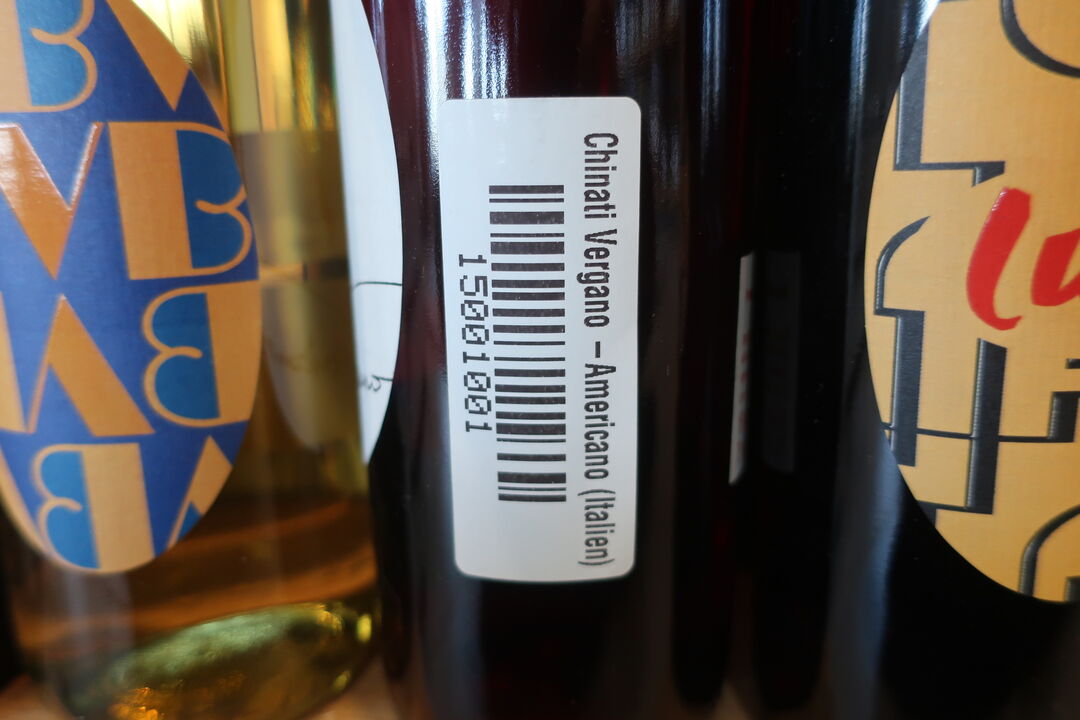 Chinati Vergano – Americano (Italien)
15001001